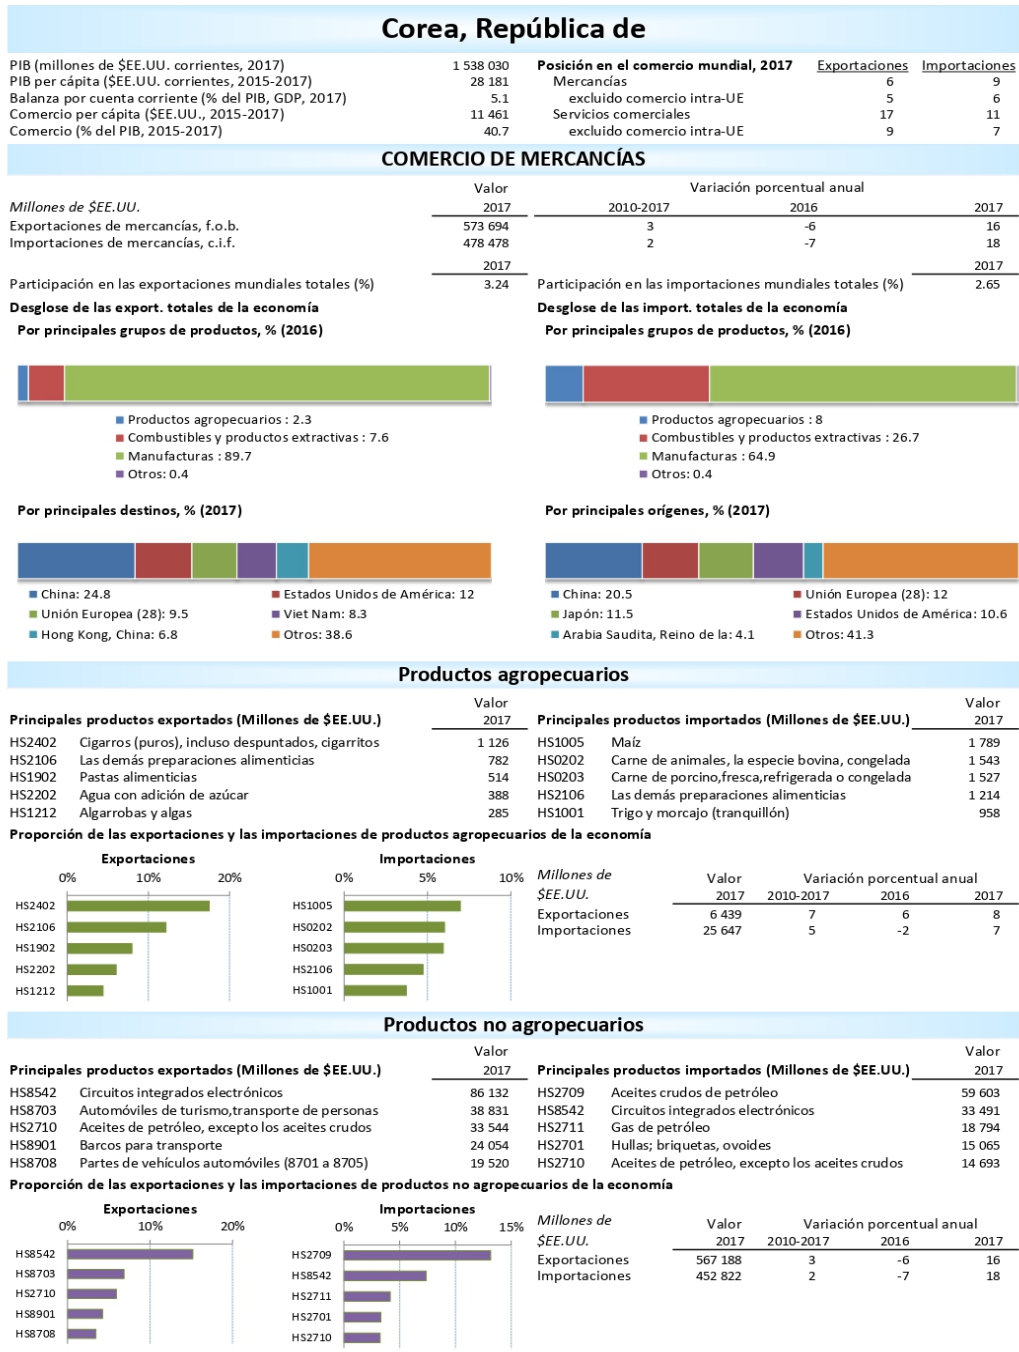 Corea, República de
PIB (millones de $EE.UU. corrientes, 2017) 1 538 030
PIB per cápita ($EE.UU. corrientes, 2015-2017) 28 181
Balanza por cuenta corriente (% del PIB, GDP, 2017) 5.1
Comercio per cápita ($EE.UU., 2015-2017) 11 461
Comercio (% del PIB, 2015-2017) 40.7
Posición en el comercio mundial, 2017 Exportaciones Importaciones
Mercancías 6 9
excluido comercio intra-UE 5 6
Servicios comerciales 17 11
excluido comercio intra-UE 9 7
COMERCIO DE MERCANCÍAS
Valor Variación porcentual anual
Millones de $EE.UU. 2017 2010-2017 2016 2017
Exportaciones de mercancías, f.o.b. 573 694 3 -6 16
Importaciones de mercancías, c.i.f. 478 478 2 -7 18
2017 2017
Participación en las exportaciones mundiales totales (%) 3.24 Participación en las importaciones mundiales totales (%) 2.65
Desglose de las export. totales de la economía
Por principales grupos de productos, % (2016)
Productos agropecuarios : 2.3
Combustibles y productos extractivas : 7.6
Manufacturas : 89.7
Otros: 0.4
Por principales destinos, % (2017)
China: 24.8 Estados Unidos de América: 12
Unión Europea (28): 9.5 Viet Nam: 8.3
Hong Kong, China: 6.8 Otros: 38.6
Desglose de las import. totales de la economía
Por principales grupos de productos, % (2016)
Productos agropecuarios : 8
Combustibles y productos extractivas : 26.7
Manufacturas : 64.9
Otros: 0.4
Por principales orígenes, % (2017)
China: 20.5 Unión Europea (28): 12
Japón: 11.5 Estados Unidos de América: 10.6
Arabia Saudita, Reino de la: 4.1 Otros: 41.3
Productos agropecuarios
Valor
Principales productos exportados (Millones de $EE.UU.) 2017
HS2402 Cigarros (puros), incluso despuntados, cigarritos 1 126
HS2106 Las demás preparaciones alimenticias 782
HS1902 Pastas alimenticias 514
HS2202 Agua con adición de azúcar 388
HS1212 Algarrobas y algas 285
Valor
Principales productos importados (Millones de $EE.UU.) 2017
HS1005 Maíz 1 789
HS0202 Carne de animales, la especie bovina, congelada 1 543
HS0203 Carne de porcino,fresca,refrigerada o congelada 1 527
HS2106 Las demás preparaciones alimenticias 1 214
HS1001 Trigo y morcajo (tranquillón) 958
Proporción de las exportaciones y las importaciones de productos agropecuarios de la economía
Exportaciones
0% 10% 20%
HS2402
HS2106
HS1902
HS2202
HS1212
Importaciones
0% 5% 10%
HS1005
HS0202
HS0203
HS2106
HS1001
Millones de Valor Variación porcentual anual
$EE.UU. 2017 2010-2017 2016 2017
Exportaciones 6 439 7 6 8
Importaciones 25 647 5 -2 7
Productos no agropecuarios
Valor
Principales productos exportados (Millones de $EE.UU.) 2017
HS8542 Circuitos integrados electrónicos 86 132
HS8703 Automóviles de turismo,transporte de personas 38 831
HS2710 Aceites de petróleo, excepto los aceites crudos 33 544
HS8901 Barcos para transporte 24 054
HS8708 Partes de vehículos automóviles (8701 a 8705) 19 520
Valor
Principales productos importados (Millones de $EE.UU.) 2017
HS2709 Aceites crudos de petróleo 59 603
HS8542 Circuitos integrados electrónicos 33 491
HS2711 Gas de petróleo 18 794
HS2701 Hullas; briquetas, ovoides 15 065
HS2710 Aceites de petróleo, excepto los aceites crudos 14 693
Proporción de las exportaciones y las importaciones de productos no agropecuarios de la economía
Exportaciones
0% 10% 20%
HS8542
HS8703
HS2710
HS8901
HS8708
Importaciones
0% 5% 10% 15%
HS2709
HS8542
HS2711
HS2701
HS2710
Millones de Valor Variación porcentual anual
$EE.UU. 2017 2010-2017 2016 2017
Exportaciones 567 188 3 -6 16
Importaciones 452 822 2 -7 18